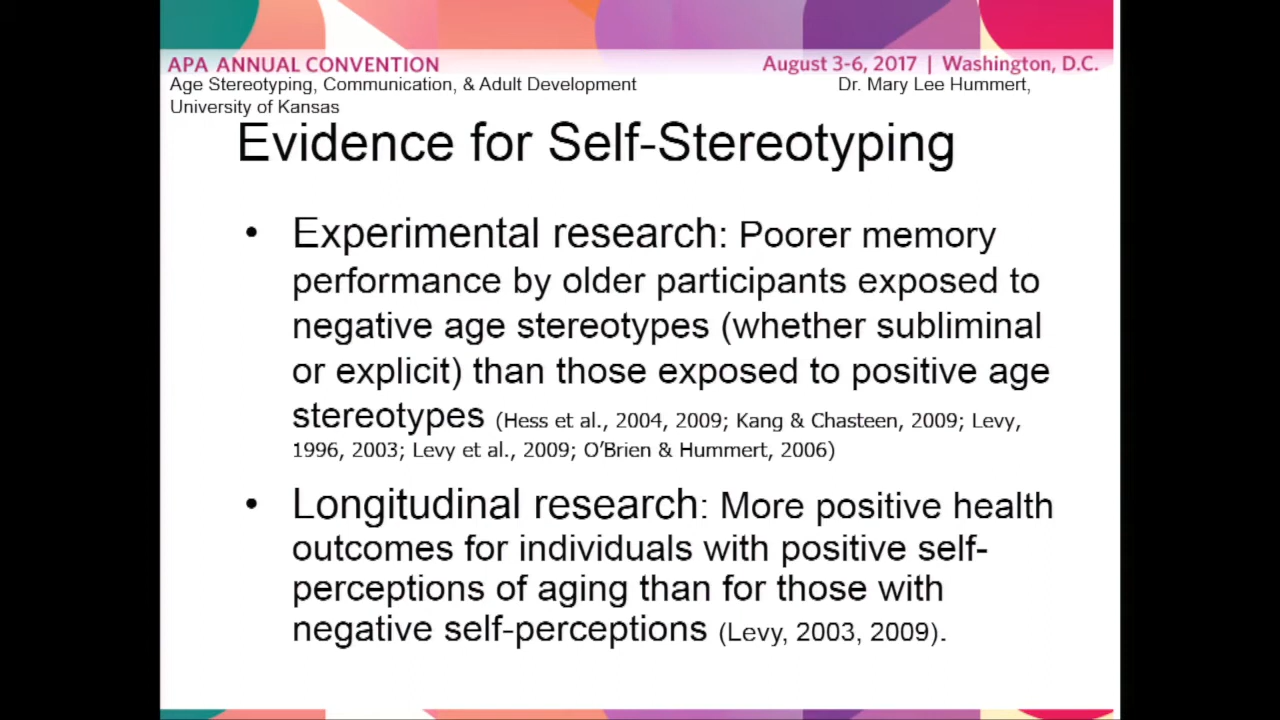 APA ANNUAL CONVENTION
August 3-6, 2017 | Washington, D.C.
Age Stereotyping, Communication, & Adult Development
Dr. Mary Lee Hummert,
University of Kansas
Evidence for Self-Stereotyping
• Experimental research: Poorer memory
performance by older participants exposed to
negative age stereotypes (whether subliminal
or explicit) than those exposed to positive age
stereotypes (Hess et al., 2004, 2009; Kang & Chasteen, 2009; Levy,
1996, 2003; Levy et al., 2009; O’Brien & Hummert, 2006)
• Longitudinal research: More positive health
outcomes for individuals with positive self-
perceptions of aging than for those with
negative self-perceptions (Levy, 2003, 2009).